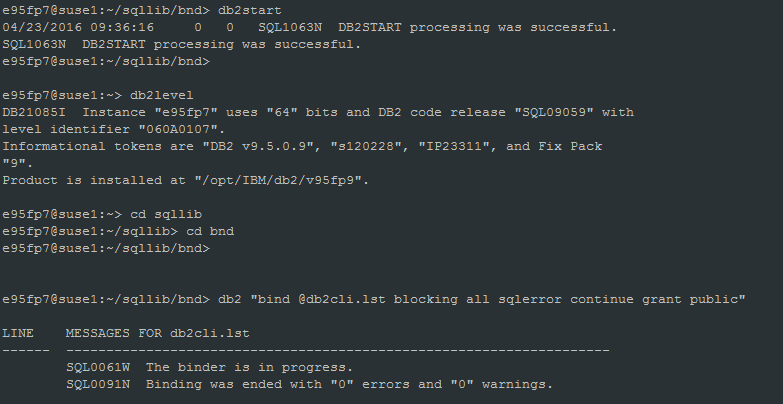 e95fp7@suse1:~/sqllib/bnd> db2start
04/23/2016 09:36:16     0   0   SQL1063N  DB2START processing was successful.
SQL1063N  DB2START processing was successful.
e95fp7@suse1:~/sqllib/bnd>
e95fp7@suse1:~> db2level
DB21085I  Instance "e95fp7" uses "64" bits and DB2 code release "SQL09059" with
level identifier "060A0107".
Informational tokens are "DB2 v9.5.0.9", "s120228", "IP23311", and Fix Pack
"9".
Product is installed at "/opt/IBM/db2/v95fp9".
e95fp7@suse1:~> cd sqllib
e95fp7@suse1:~/sqllib> cd bnd
e95fp7@suse1:~/sqllib/bnd>
e95fp7@suse1:~/sqllib/bnd> db2 "bind @db2cli.lst blocking all sqlerror continue grant public"
LINE    MESSAGES FOR db2cli.lst
------  --------------------------------------------------------------------
        SQL0061W  The binder is in progress.
        SQL0091N  Binding was ended with "0" errors and "0" warnings.